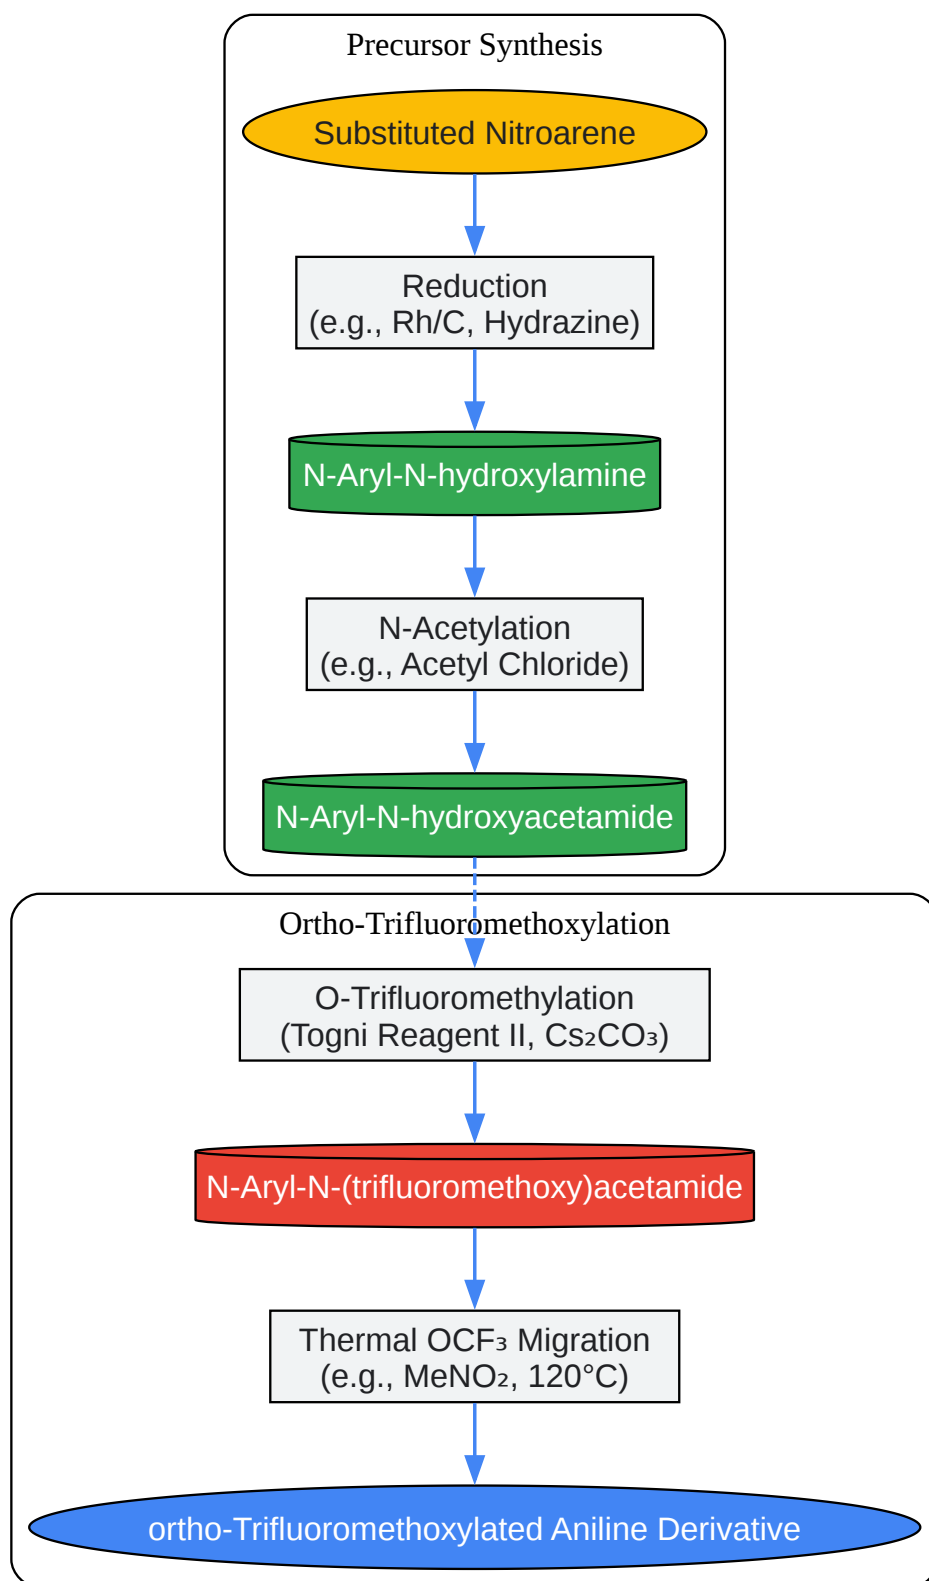 Precursor Synthesis
Substituted Nitroarene
Reduction
(e.g., Rh/C, Hydrazine)
N-Aryl-N-hydroxylamine
N-Acetylation
(e.g., Acetyl Chloride)
N-Aryl-N-hydroxyacetamide
Ortho-Trifluoromethoxylation
O-Trifluoromethylation
(Togni Reagent II, Cs₂CO₃)
N-Aryl-N-(trifluoromethoxy)acetamide
Thermal OCF₃ Migration
(e.g., MeNO₂, 120°C)
ortho-Trifluoromethoxylated Aniline Derivative